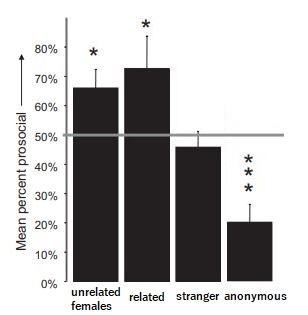 Mean percent prosocial
80%
70%
60%
50%
40%
30%
20%
10%
0%
*
*
*
*
*
unrelated females
related
stranger
anonymous